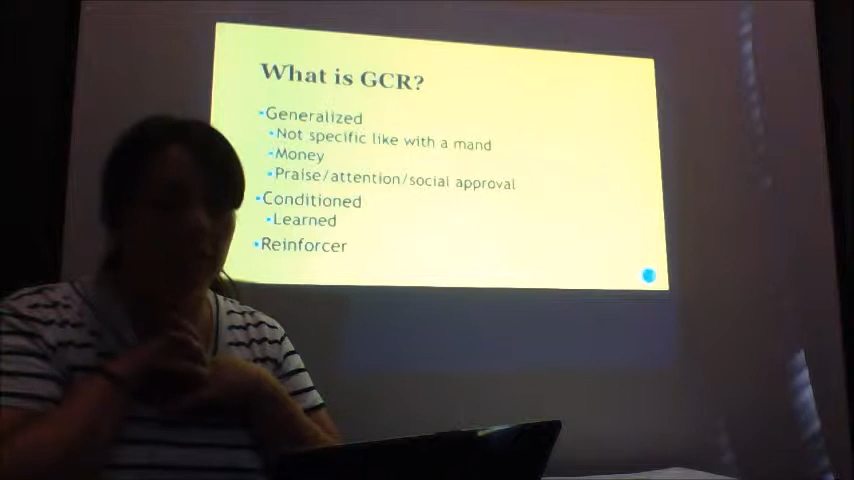 What is GCR?
•Generalized
•Not specific like with a mand
•Money
•Praise/attention/social approval
•Conditioned
•Learned
•Reinforcer